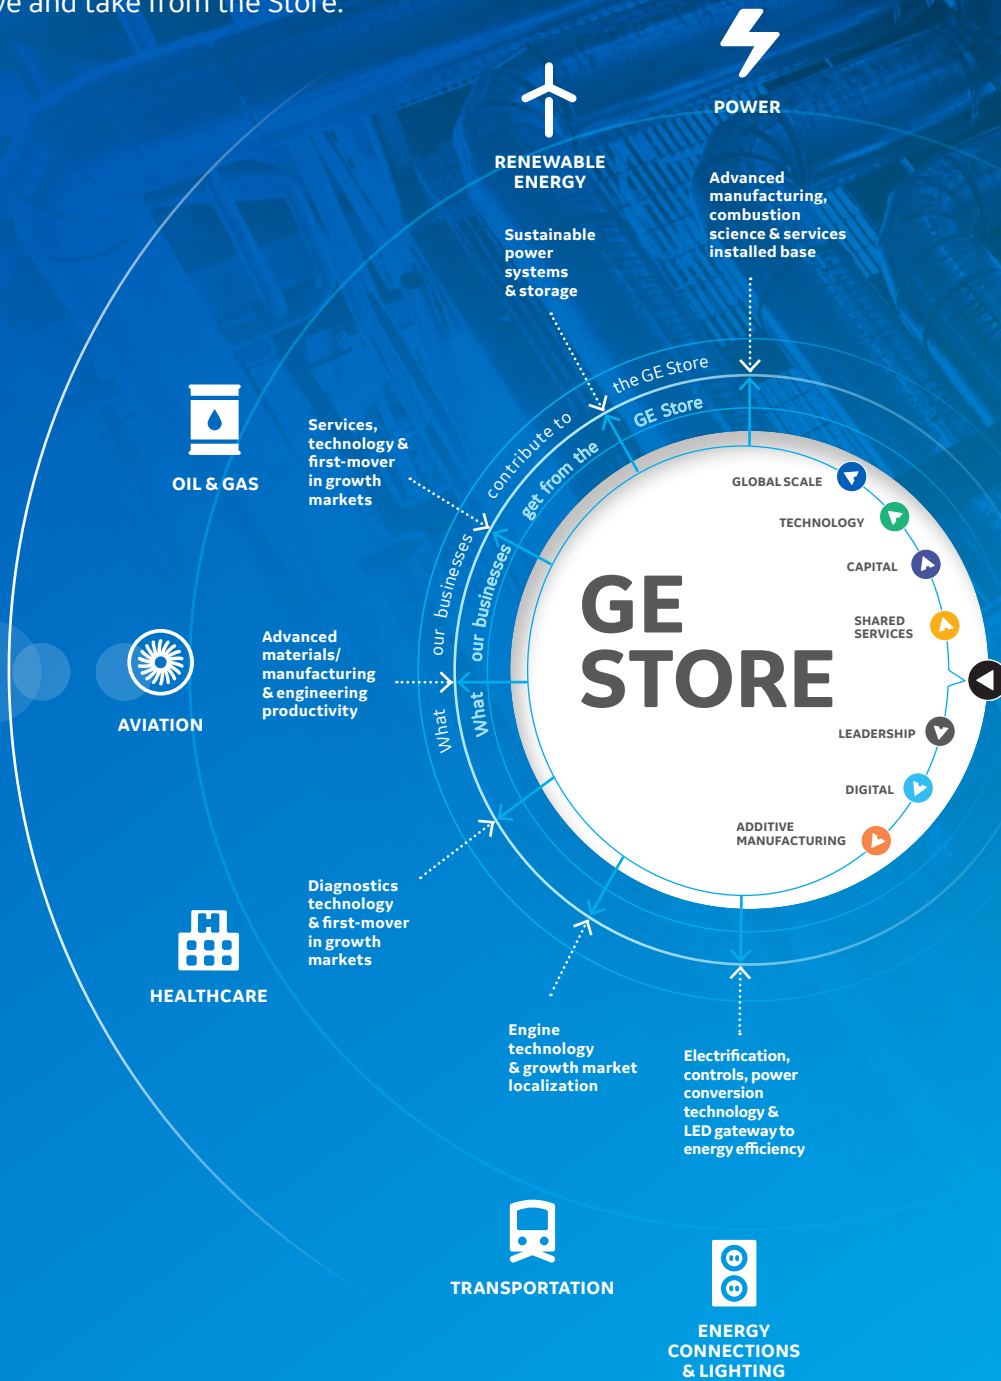 and take from the Store.
POWER
RENEWABLE
ENERGY
Advanced
manufacturing,
combustion
science & services
installed base
Sustainable
power
systems
& storage
What our businesses contribute to the GE Store
What our businesses get from the GE Store
OIL & GAS
Services,
technology &
first-mover
in growth
markets
GLOBAL SCALE
TECHNOLOGY
CAPITAL
SHARED
SERVICES
GE
STORE
LEADERSHIP
DIGITAL
ADDITIVE
MANUFACTURING
AVIATION
Advanced
materials/
manufacturing
& engineering
productivity
HEALTHCARE
Diagnostics
technology
& first-mover
in growth
markets
Engine
technology
& growth market
localization
Electrification,
controls, power
conversion
technology &
LED gateway to
energy efficiency
TRANSPORTATION
ENERGY
CONNECTIONS
& LIGHTING